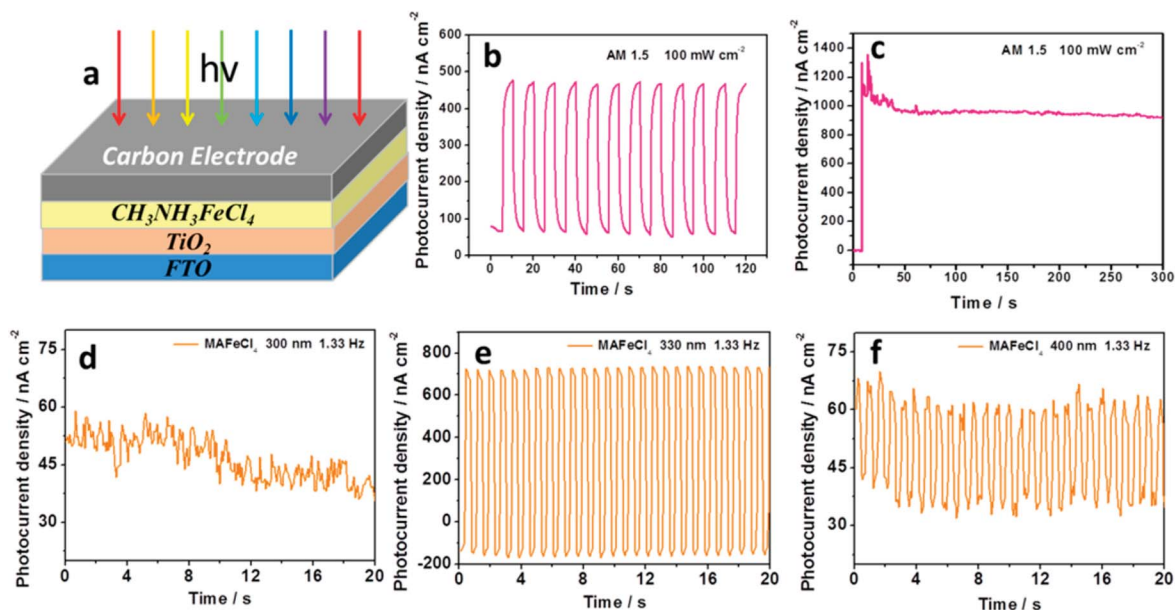 a
hν
Carbon Electrode
CH₃NH₃FeCl₄
TiO₂
FTO
b
AM 1.5 100 mW cm⁻²
Photocurrent density / nA cm⁻²
600
500
400
300
200
100
0
0 20 40 60 80 100 120
Time / s
c
AM 1.5 100 mW cm⁻²
Photocurrent density / nA cm⁻²
1400
1200
1000
800
600
400
200
0
0 50 100 150 200 250 300
Time / s
d
MAFeCl₄ 300 nm 1.33 Hz
Photocurrent density / nA cm⁻²
75
60
45
30
0 4 8 12 16 20
Time / s
e
MAFeCl₄ 330 nm 1.33 Hz
Photocurrent density / nA cm⁻²
800
600
400
200
0
-200
0 2 4 6 8 10 12 14 16 18 20
Time / s
f
MAFeCl₄ 400 nm 1.33 Hz
Photocurrent density / nA cm⁻²
75
60
45
30
0 4 8 12 16 20
Time / s